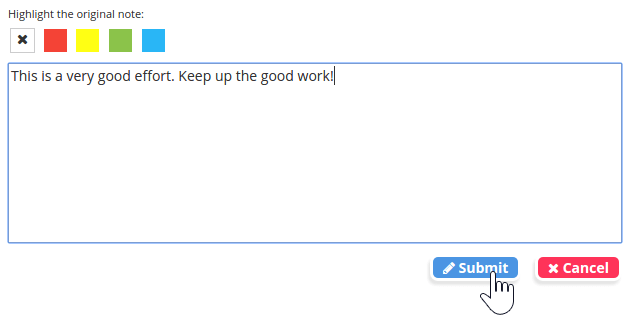 Highlight the original note:
This is a very good effort. Keep up the good work!
Submit
Cancel